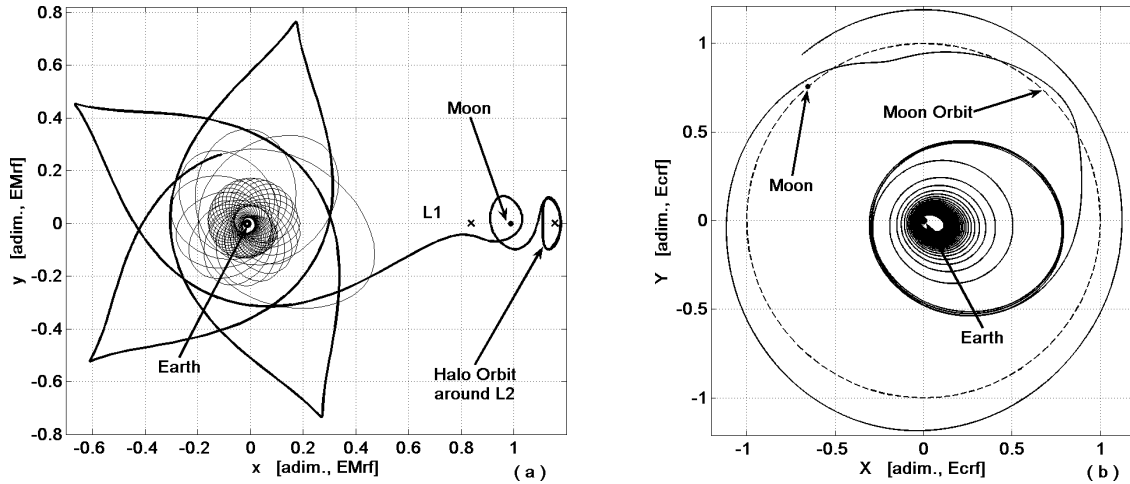 0.8
0.6
0.4
0.2
0
-0.2
-0.4
-0.6
-0.8
y [adim., EMrf]
-0.6 -0.4 -0.2 0 0.2 0.4 0.6 0.8 1
x [adim., EMrf]
Moon
L1
Earth
Halo Orbit
around L2
( a )
1
0.5
0
-0.5
-1
Y [adim., Ecrf]
-1 -0.5 0 0.5 1
X [adim., Ecrf]
Moon Orbit
Moon
Earth
( b )